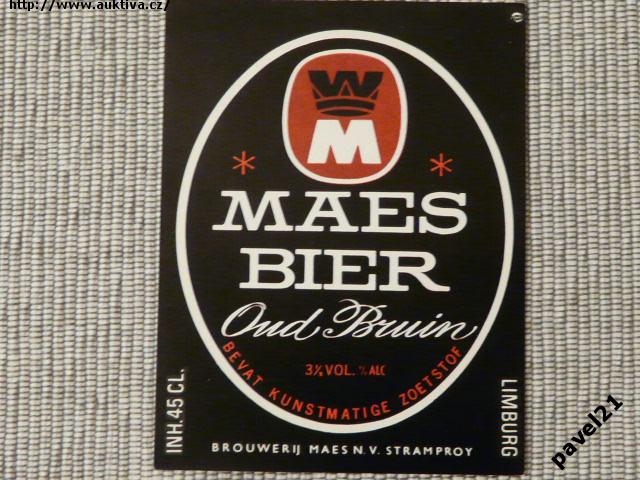 http://www.auktiva.cz/
M
MAES
BIER
Oud Bruin
3½ VOL. % ALC
BEVAT KUNSTMATIGE ZOETSTOF
INH. 45 CL.
LIMBURG
BROUWERIJ MAES N.V. STRAMPROY
pavel21